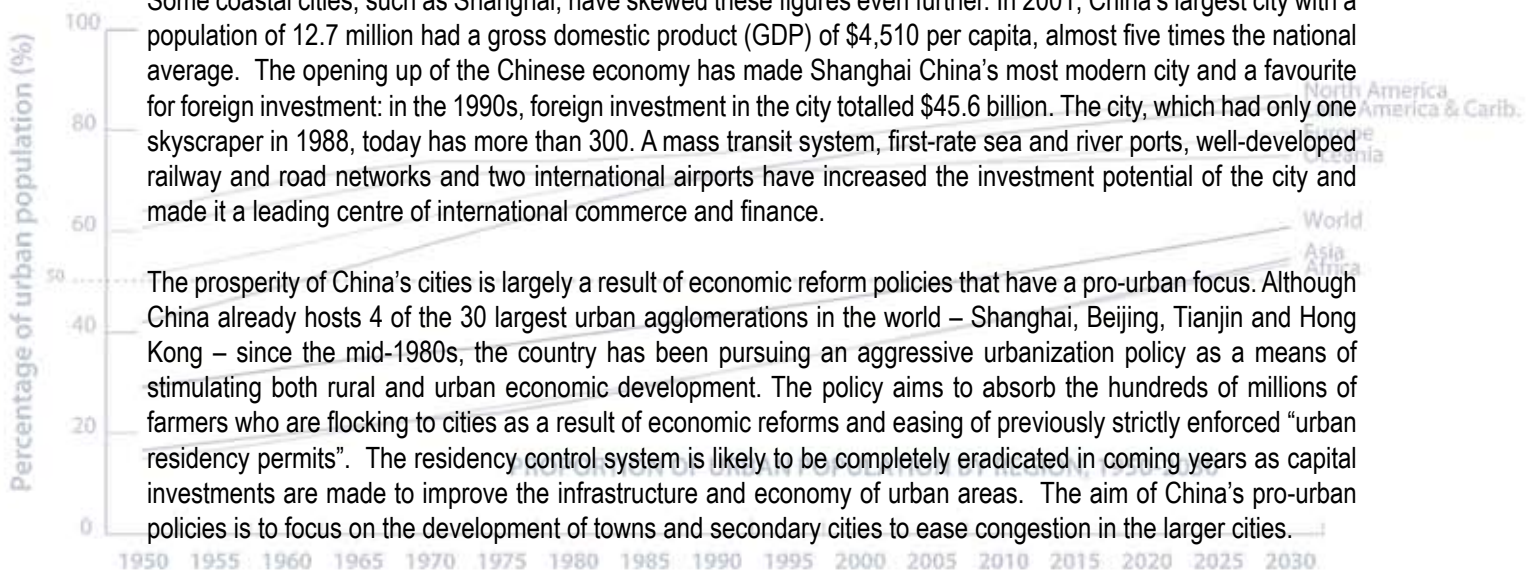 Some coastal cities, such as Shanghai, have skewed these figures even further. In 2001, China's largest city with a
population of 12.7 million had a gross domestic product (GDP) of $4,510 per capita, almost five times the national
average.  The opening up of the Chinese economy has made Shanghai China's most modern city and a favourite
for foreign investment: in the 1990s, foreign investment in the city totalled $45.6 billion. The city, which had only one
skyscraper in 1988, today has more than 300. A mass transit system, first-rate sea and river ports, well-developed
railway and road networks and two international airports have increased the investment potential of the city and
made it a leading centre of international commerce and finance.
The prosperity of China's cities is largely a result of economic reform policies that have a pro-urban focus. Although
China already hosts 4 of the 30 largest urban agglomerations in the world – Shanghai, Beijing, Tianjin and Hong
Kong – since the mid-1980s, the country has been pursuing an aggressive urbanization policy as a means of
stimulating both rural and urban economic development. The policy aims to absorb the hundreds of millions of
farmers who are flocking to cities as a result of economic reforms and easing of previously strictly enforced “urban
residency permits”.  The residency control system is likely to be completely eradicated in coming years as capital
investments are made to improve the infrastructure and economy of urban areas.  The aim of China's pro-urban
policies is to focus on the development of towns and secondary cities to ease congestion in the larger cities.
Percentage of urban population (%)
100
80
60
50
40
20
0
North America
America & Carib.
Europe
Oceania
World
Asia
Africa
PROPORTION OF URBAN POPULATION BY REGION, 1950-2030
1950 1955 1960 1965 1970 1975 1980 1985 1990 1995 2000 2005 2010 2015 2020 2025 2030